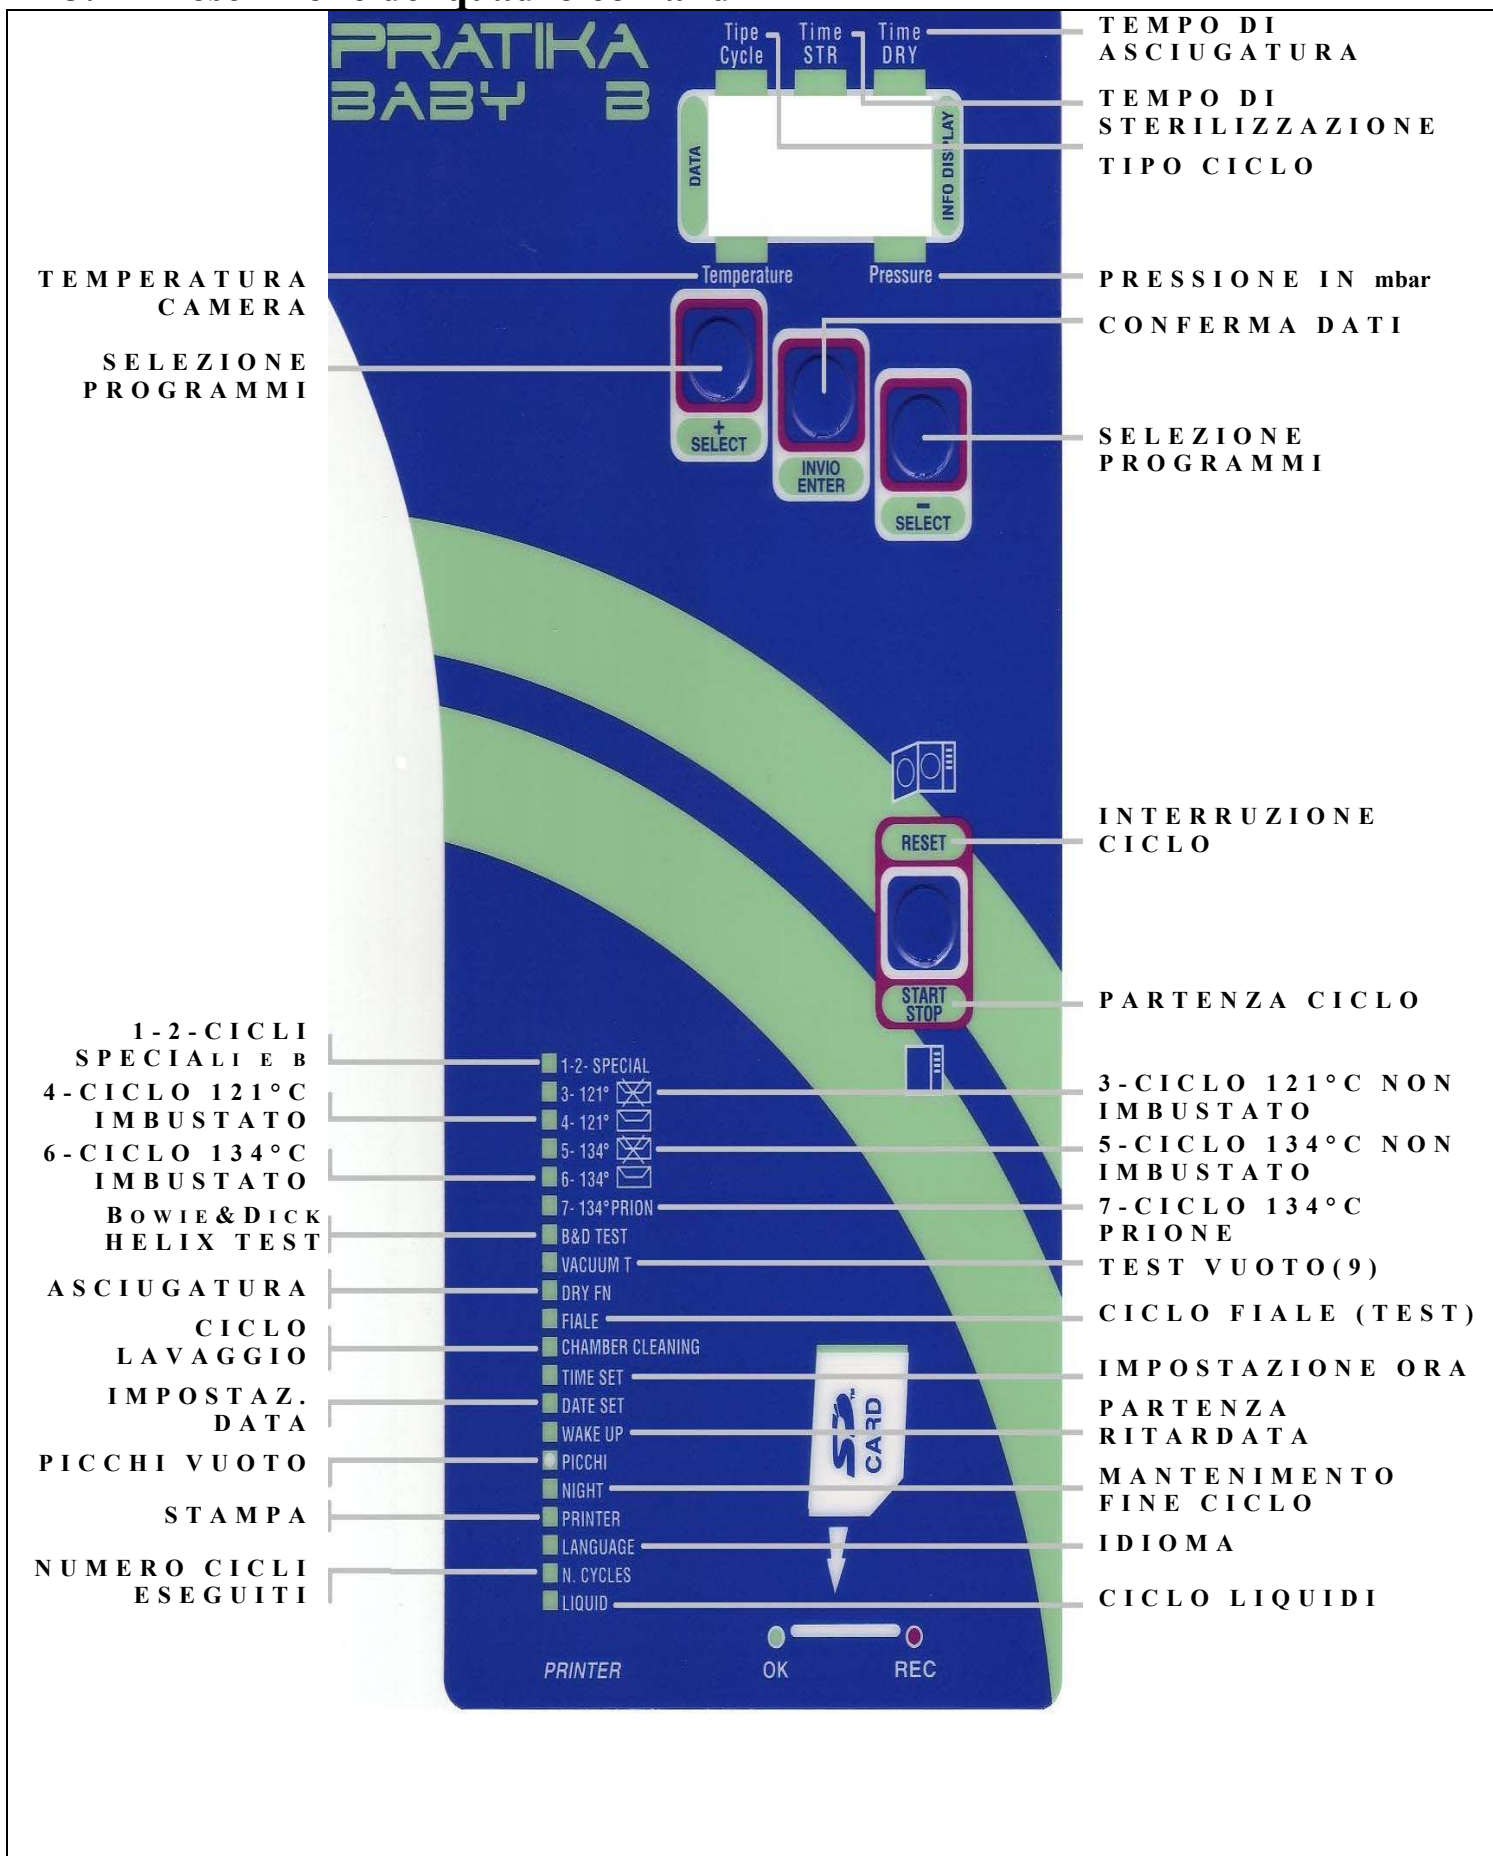 PRATIKA
BABY B
Tipe
Cycle
Time
STR
Time
DRY
DATA
INFO DISPLAY
Temperature
Pressure
TEMPO DI
ASCIUGATURA
TEMPO DI
STERILIZZAZIONE
TIPO CICLO
TEMPERATURA
CAMERA
PRESSIONE IN mbar
CONFERMA DATI
SELEZIONE
PROGRAMMI
+
SELECT
INVIO
ENTER
-
SELECT
SELEZIONE
PROGRAMMI
RESET
START
STOP
INTERRUZIONE
CICLO
PARTENZA CICLO
1-2-CICLI
SPECIALI E B
4-CICLO 121°C
IMBUSTATO
6-CICLO 134°C
IMBUSTATO
BOWIE&DICK
HELIX TEST
ASCIUGATURA
CICLO
LAVAGGIO
IMPOSTAZ.
DATA
PICCHI VUOTO
STAMPA
NUMERO CICLI
ESEGUITI
1-2- SPECIAL
3- 121°
4- 121°
5- 134°
6- 134°
7- 134° PRION
B&D TEST
VACUUM T
DRY FN
FIALE
CHAMBER CLEANING
TIME SET
DATE SET
WAKE UP
PICCHI
NIGHT
PRINTER
LANGUAGE
N. CYCLES
LIQUID
3-CICLO 121°C NON
IMBUSTATO
5-CICLO 134°C NON
IMBUSTATO
7-CICLO 134°C
PRIONE
TEST VUOTO(9)
CICLO FIALE (TEST)
IMPOSTAZIONE ORA
PARTENZA
RITARDATA
MANTENIMENTO
FINE CICLO
IDIOMA
CICLO LIQUIDI
SD™
CARD
PRINTER
OK
REC